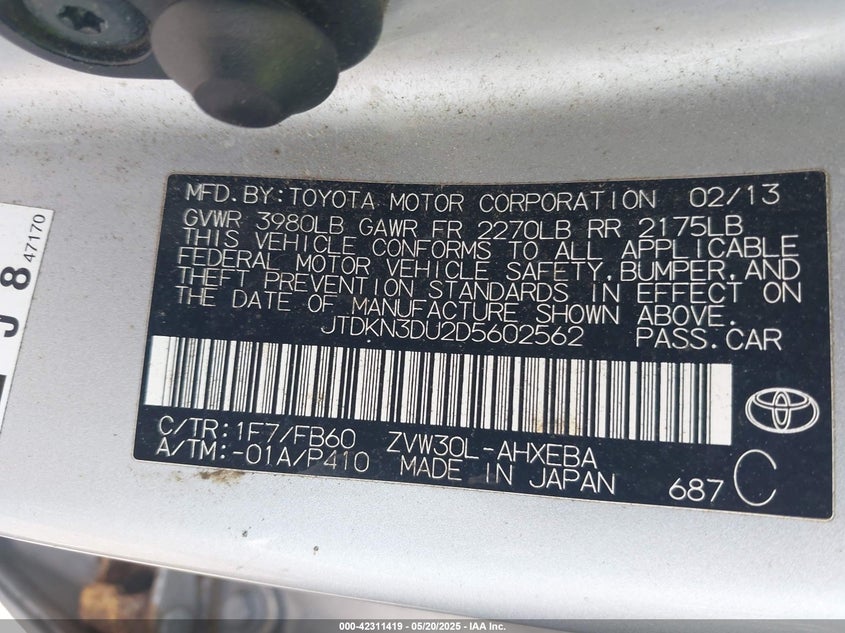 MFD.BY:TOYOTA MOTOR CORPORATION 02/13
GVWR 3980LB GAWR FR 2270LB RR 2175LB
THIS VEHICLE CONFORMS TO ALL APPLICABLE
FEDERAL MOTOR VEHICLE SAFETY,BUMPER,AND
THEFT PREVENTION STANDARDS IN EFFECT ON
THE DATE OF MANUFACTURE SHOWN ABOVE.
JTDKN3DU2D5602562 PASS.CAR
C/TR:1F7/FB60 ZVW30L-AHXEBA
A/TM:-01A/P410 MADE IN JAPAN 687 C
J 8 47170
000-42311419 — 05/20/2025 — IAA Inc.